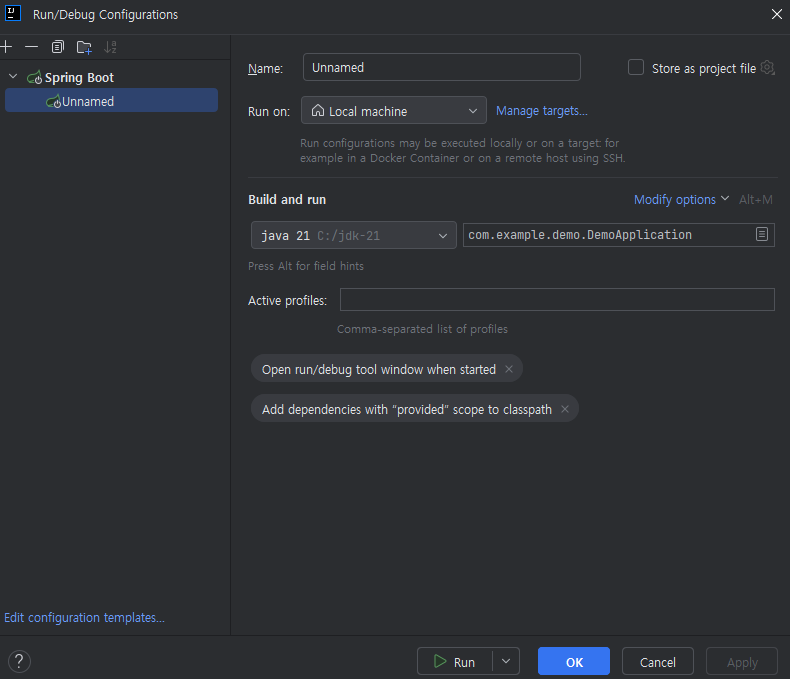 Run/Debug Configurations
Spring Boot
Unnamed
Edit configuration templates...
Name: Unnamed Store as project file
Run on: Local machine Manage targets...
Run configurations may be executed locally or on a target: for
example in a Docker Container or on a remote host using SSH.
Build and run Modify options Alt+M
java 21 C:/jdk-21 com.example.demo.DemoApplication
Press Alt for field hints
Active profiles:
Comma-separated list of profiles
Open run/debug tool window when started
Add dependencies with “provided” scope to classpath
? Run OK Cancel Apply